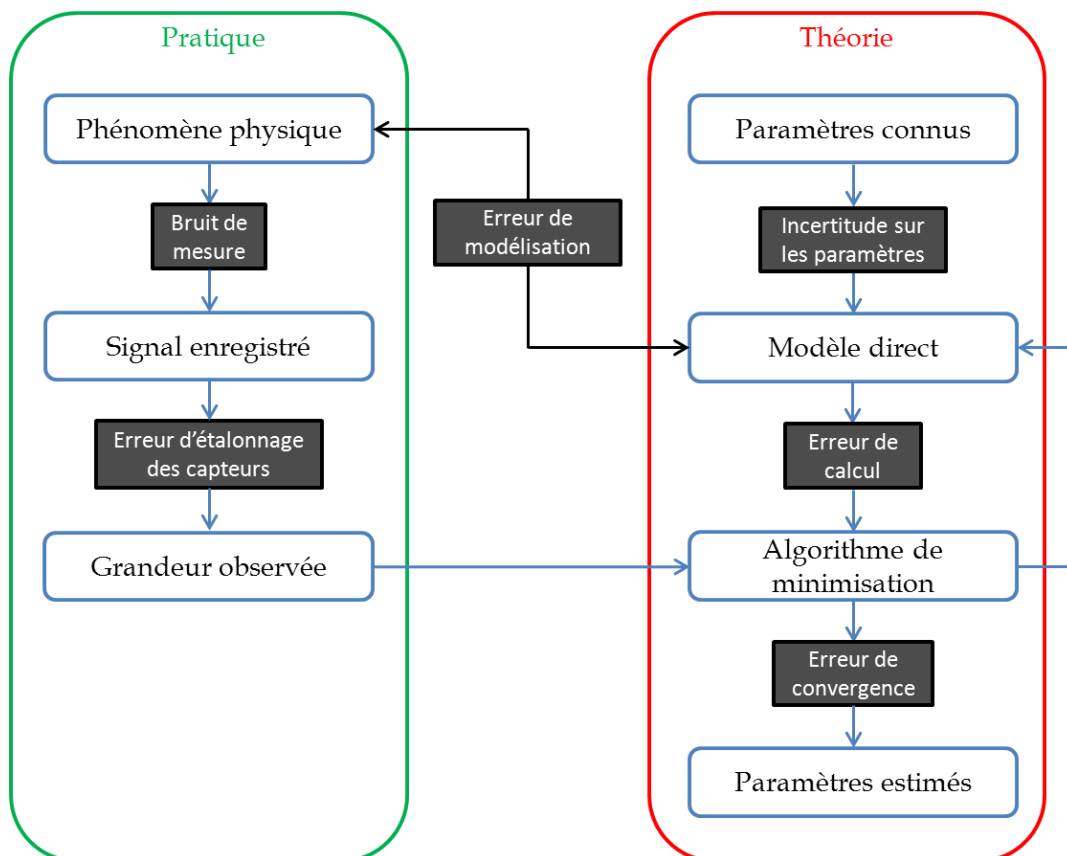 Pratique
Phénomène physique
Bruit de
mesure
Signal enregistré
Erreur d'étalonnage
des capteurs
Grandeur observée
Erreur de
modélisation
Théorie
Paramètres connus
Incertitude sur
les paramètres
Modèle direct
Erreur de
calcul
Algorithme de
minimisation
Erreur de
convergence
Paramètres estimés